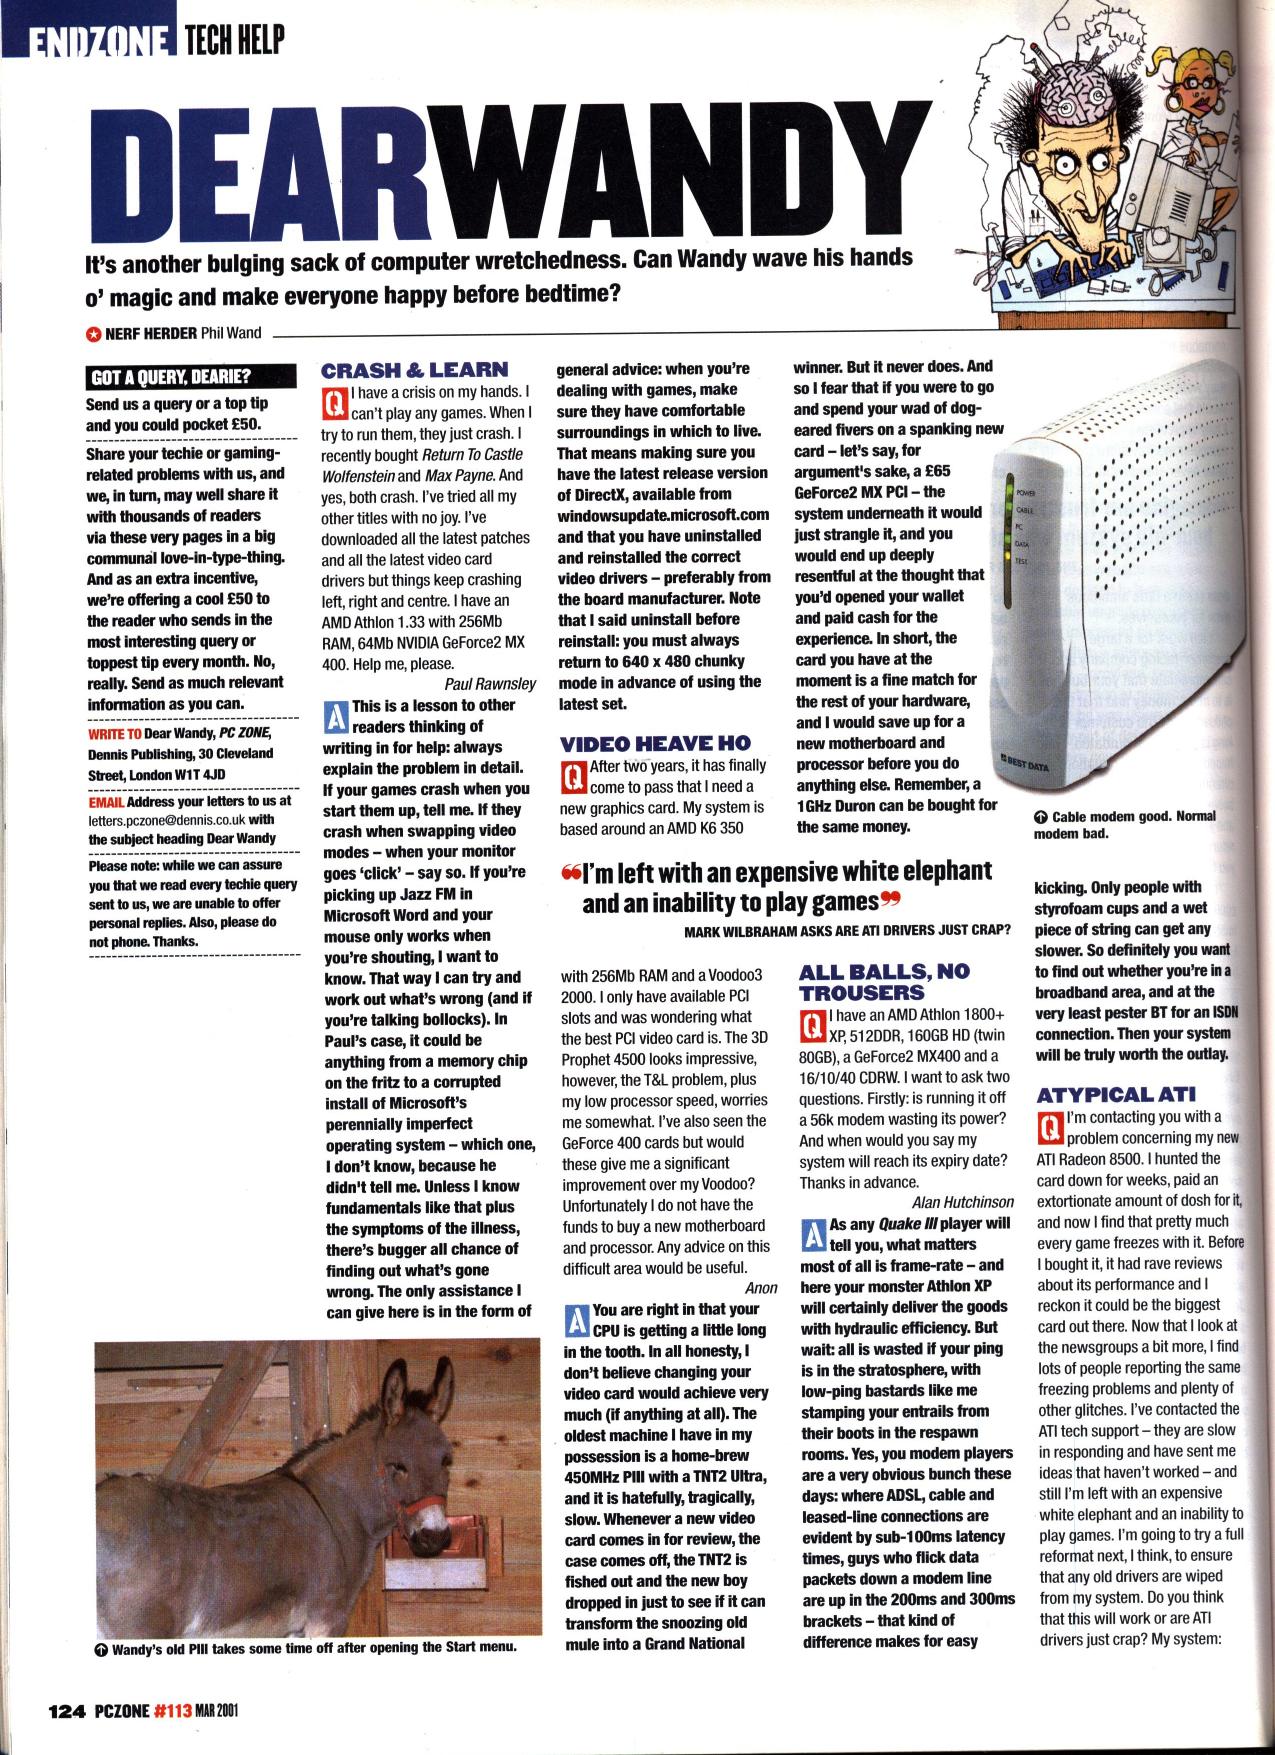 ENDZONE TECH HELP
DEARWANDY
It's another bulging sack of computer wretchedness. Can Wandy wave his hands
o' magic and make everyone happy before bedtime?
NERF HERDER Phil Wand
GOT A QUERY, DEARIE?
Send us a query or a top tip
and you could pocket £50.
Share your techie or gaming-
related problems with us, and
we, in turn, may well share it
with thousands of readers
via these very pages in a big
communal love-in-type-thing.
And as an extra incentive,
we're offering a cool £50 to
the reader who sends in the
most interesting query or
toppest tip every month. No,
really. Send as much relevant
information as you can.
WRITE TO Dear Wandy, PC ZONE,
Dennis Publishing, 30 Cleveland
Street, London W1T 4JD
EMAIL Address your letters to us at
letters.pczone@dennis.co.uk with
the subject heading Dear Wandy
Please note: while we can assure
you that we read every techie query
sent to us, we are unable to offer
personal replies. Also, please do
not phone. Thanks.
CRASH & LEARN
Q I have a crisis on my hands. I
can't play any games. When I
try to run them, they just crash. I
recently bought Return To Castle
Wolfenstein and Max Payne. And
yes, both crash. I've tried all my
other titles with no joy. I've
downloaded all the latest patches
and all the latest video card
drivers but things keep crashing
left, right and centre. I have an
AMD Athlon 1.33 with 256Mb
RAM, 64Mb NVIDIA GeForce2 MX
400. Help me, please.
Paul Rawnsley
A This is a lesson to other
readers thinking of
writing in for help: always
explain the problem in detail.
If your games crash when you
start them up, tell me. If they
crash when swapping video
modes – when your monitor
goes 'click' – say so. If you're
picking up Jazz FM in
Microsoft Word and your
mouse only works when
you're shouting, I want to
know. That way I can try and
work out what's wrong (and if
you're talking bollocks). In
Paul's case, it could be
anything from a memory chip
on the fritz to a corrupted
install of Microsoft's
perennially imperfect
operating system – which one,
I don't know, because he
didn't tell me. Unless I know
fundamentals like that plus
the symptoms of the illness,
there's bugger all chance of
finding out what's gone
wrong. The only assistance I
can give here is in the form of
general advice: when you're
dealing with games, make
sure they have comfortable
surroundings in which to live.
That means making sure you
have the latest release version
of DirectX, available from
windowsupdate.microsoft.com
and that you have uninstalled
and reinstalled the correct
video drivers – preferably from
the board manufacturer. Note
that I said uninstall before
reinstall: you must always
return to 640 x 480 chunky
mode in advance of using the
latest set.
VIDEO HEAVE HO
Q After two years, it has finally
come to pass that I need a
new graphics card. My system is
based around an AMD K6 350
with 256Mb RAM and a Voodoo3
2000. I only have available PCI
slots and was wondering what
the best PCI video card is. The 3D
Prophet 4500 looks impressive,
however, the T&L problem, plus
my low processor speed, worries
me somewhat. I've also seen the
GeForce 400 cards but would
these give me a significant
improvement over my Voodoo?
Unfortunately I do not have the
funds to buy a new motherboard
and processor. Any advice on this
difficult area would be useful.
Anon
A You are right in that your
CPU is getting a little long
in the tooth. In all honesty, I
don't believe changing your
video card would achieve very
much (if anything at all). The
oldest machine I have in my
possession is a home-brew
450MHz PIII with a TNT2 Ultra,
and it is hatefully, tragically,
slow. Whenever a new video
card comes in for review, the
case comes off, the TNT2 is
fished out and the new boy
dropped in just to see if it can
transform the snoozing old
mule into a Grand National
winner. But it never does. And
so I fear that if you were to go
and spend your wad of dog-
eared fivers on a spanking new
card – let's say, for
argument's sake, a £65
GeForce2 MX PCI – the
system underneath it would
just strangle it, and you
would end up deeply
resentful at the thought that
you'd opened your wallet
and paid cash for the
experience. In short, the
card you have at the
moment is a fine match for
the rest of your hardware,
and I would save up for a
new motherboard and
processor before you do
anything else. Remember, a
1GHz Duron can be bought for
the same money.
“I'm left with an expensive white elephant
and an inability to play games”
MARK WILBRAHAM ASKS ARE ATI DRIVERS JUST CRAP?
ALL BALLS, NO
TROUSERS
Q I have an AMD Athlon 1800+
XP, 512DDR, 160GB HD (twin
80GB), a GeForce2 MX400 and a
16/10/40 CDRW. I want to ask two
questions. Firstly: is running it off
a 56k modem wasting its power?
And when would you say my
system will reach its expiry date?
Thanks in advance.
Alan Hutchinson
A As any Quake III player will
tell you, what matters
most of all is frame-rate – and
here your monster Athlon XP
will certainly deliver the goods
with hydraulic efficiency. But
wait: all is wasted if your ping
is in the stratosphere, with
low-ping bastards like me
stamping your entrails from
their boots in the respawn
rooms. Yes, you modem players
are a very obvious bunch these
days: where ADSL, cable and
leased-line connections are
evident by sub-100ms latency
times, guys who flick data
packets down a modem line
are up in the 200ms and 300ms
brackets – that kind of
difference makes for easy
POWER
CABLE
PC
DATA
TEST
BEST DATA
Cable modem good. Normal
modem bad.
kicking. Only people with
styrofoam cups and a wet
piece of string can get any
slower. So definitely you want
to find out whether you're in a
broadband area, and at the
very least pester BT for an ISDN
connection. Then your system
will be truly worth the outlay.
ATYPICAL ATI
Q I'm contacting you with a
problem concerning my new
ATI Radeon 8500. I hunted the
card down for weeks, paid an
extortionate amount of dosh for it,
and now I find that pretty much
every game freezes with it. Before
I bought it, it had rave reviews
about its performance and I
reckon it could be the biggest
card out there. Now that I look at
the newsgroups a bit more, I find
lots of people reporting the same
freezing problems and plenty of
other glitches. I've contacted the
ATI tech support – they are slow
in responding and have sent me
ideas that haven't worked – and
still I'm left with an expensive
white elephant and an inability to
play games. I'm going to try a full
reformat next, I think, to ensure
that any old drivers are wiped
from my system. Do you think
that this will work or are ATI
drivers just crap? My system:
Wandy's old PIII takes some time off after opening the Start menu.
124 PCZONE #113 MAR 2001